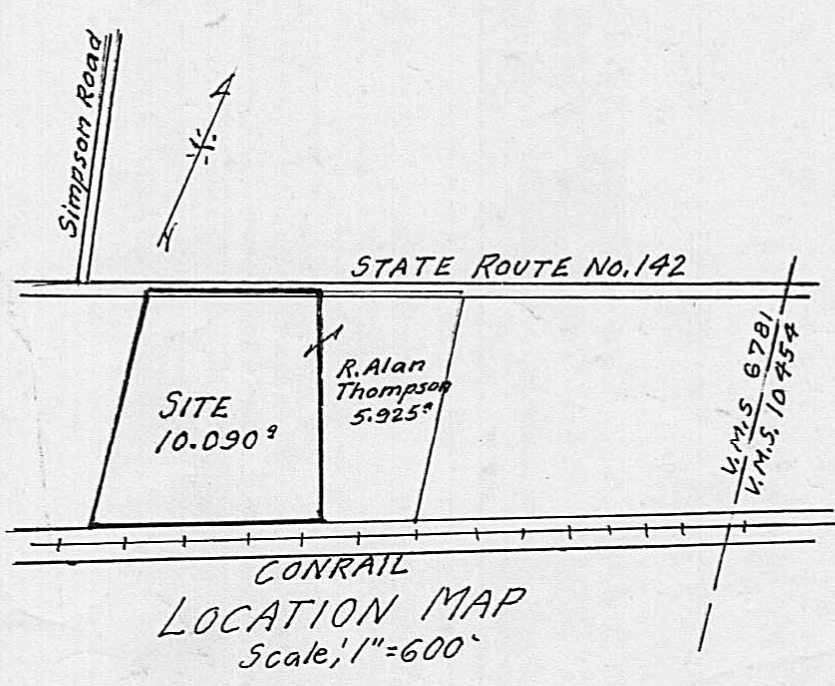 Simpson Road
STATE ROUTE No. 142
R. Alan
Thompson
5.925ª
SITE
10.090ª
V.M.S 6781
V.M.S. 10454
CONRAIL
LOCATION MAP
Scale; 1"=600'